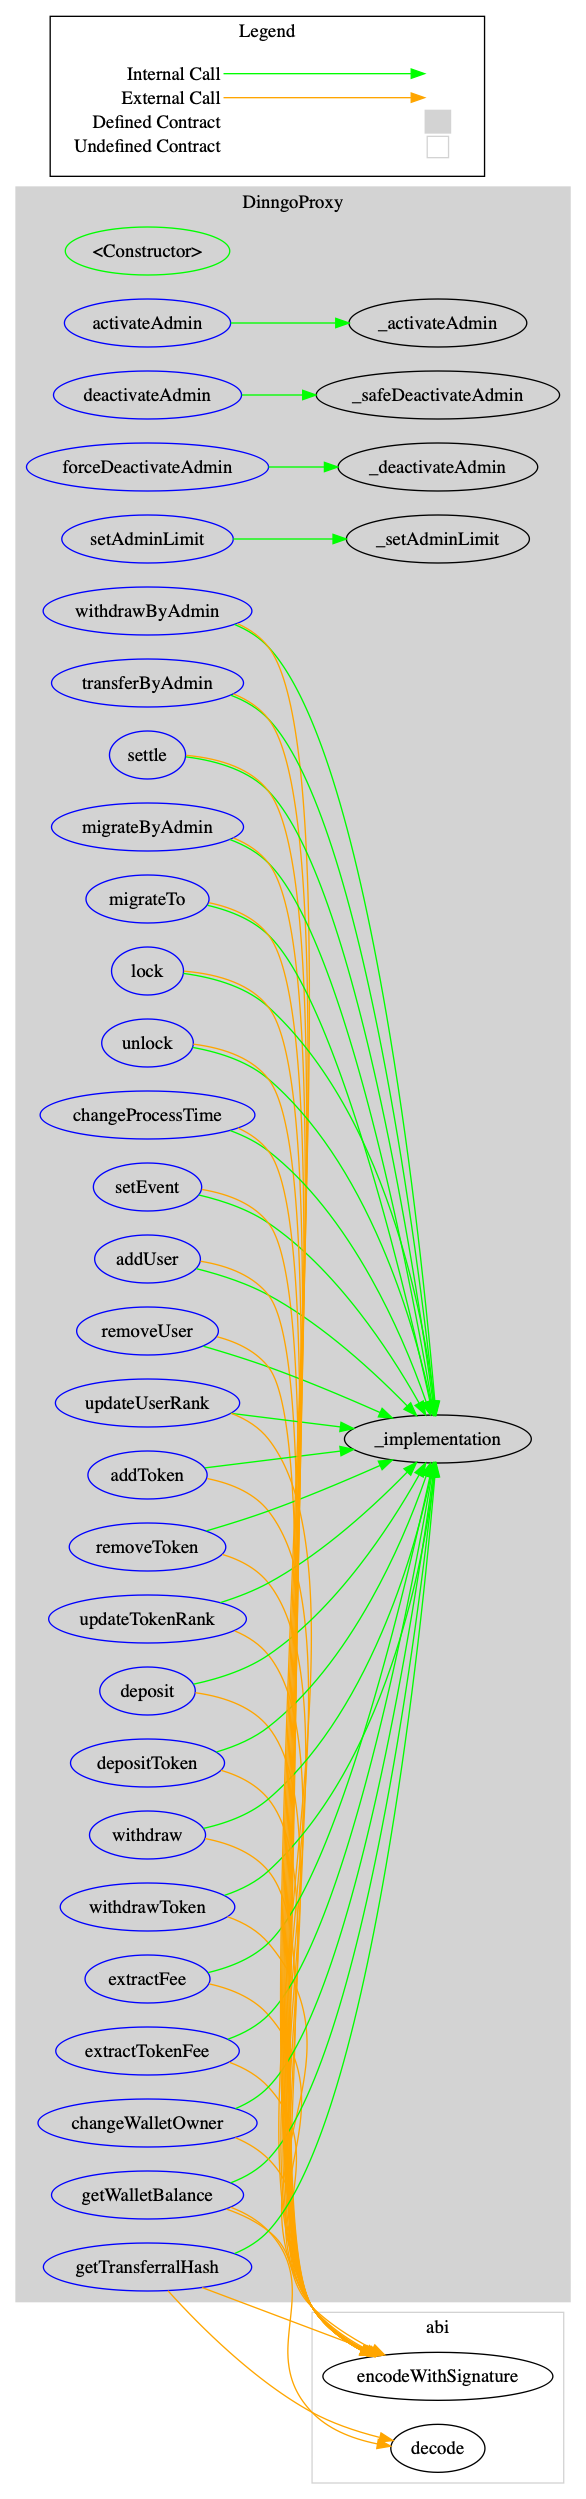 Legend
Internal Call
External Call
Defined Contract
Undefined Contract
DinngoProxy
<Constructor>
activateAdmin
_activateAdmin
deactivateAdmin
_safeDeactivateAdmin
forceDeactivateAdmin
_deactivateAdmin
setAdminLimit
_setAdminLimit
withdrawByAdmin
transferByAdmin
settle
migrateByAdmin
migrateTo
lock
unlock
changeProcessTime
setEvent
addUser
removeUser
updateUserRank
_implementation
addToken
removeToken
updateTokenRank
deposit
depositToken
withdraw
withdrawToken
extractFee
extractTokenFee
changeWalletOwner
getWalletBalance
getTransferralHash
abi
encodeWithSignature
decode